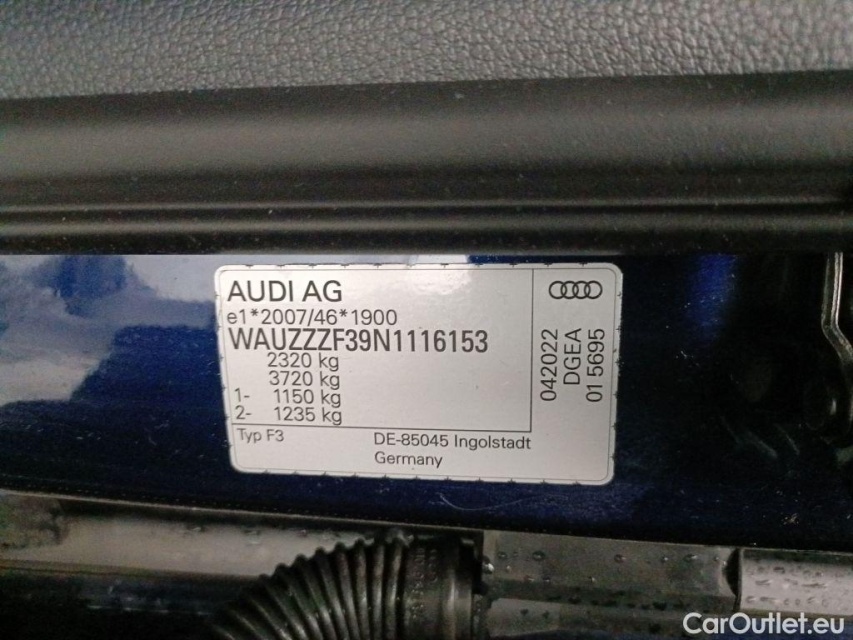 AUDI AG
e1*2007/46*1900
WAUZZZF39N1116153
2320 kg
3720 kg
1- 1150 kg
2- 1235 kg
Typ F3
DE-85045 Ingolstadt
Germany
042022
DGEA
01 5695
CarOutlet.eu